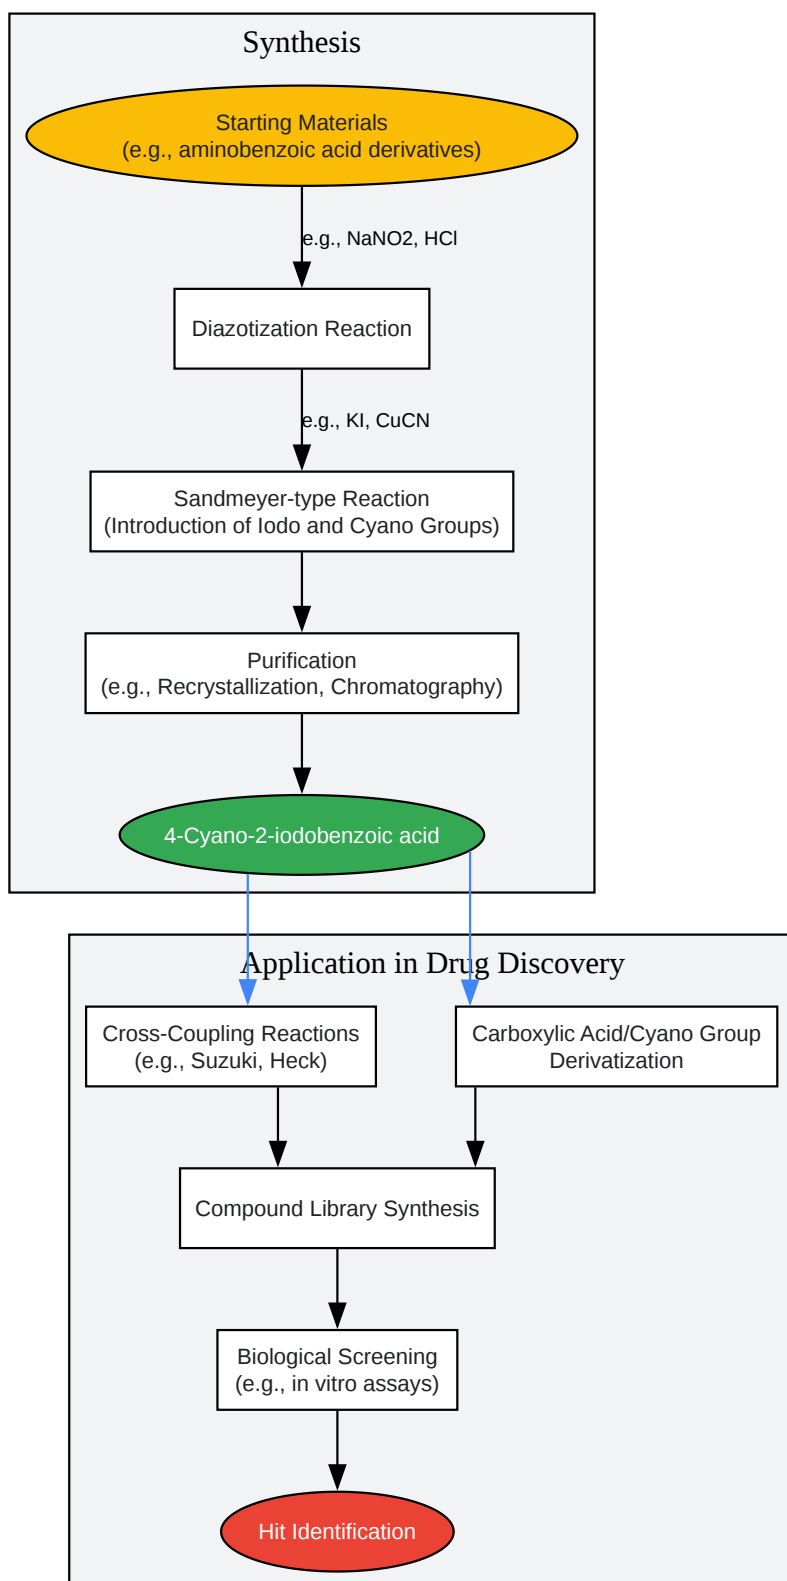 Synthesis
Starting Materials
(e.g., aminobenzoic acid derivatives)
e.g., NaNO2, HCl
Diazotization Reaction
e.g., KI, CuCN
Sandmeyer-type Reaction
(Introduction of Iodo and Cyano Groups)
Purification
(e.g., Recrystallization, Chromatography)
4-Cyano-2-iodobenzoic acid
Application in Drug Discovery
Cross-Coupling Reactions
(e.g., Suzuki, Heck)
Carboxylic Acid/Cyano Group
Derivatization
Compound Library Synthesis
Biological Screening
(e.g., in vitro assays)
Hit Identification